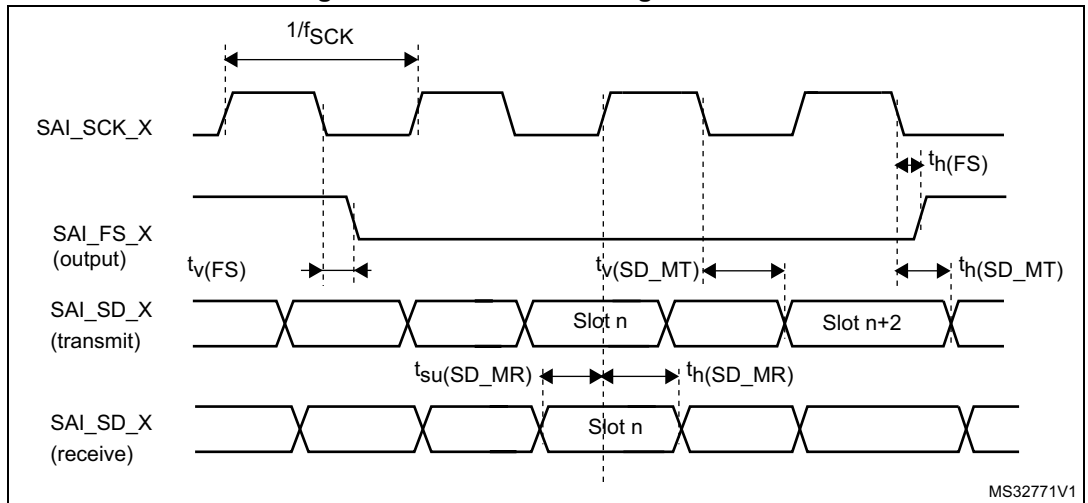 1/fSCK
SAI_SCK_X
th(FS)
SAI_FS_X
(output)
tv(FS)
tv(SD_MT)
th(SD_MT)
SAI_SD_X
(transmit)
Slot n
Slot n+2
tsu(SD_MR)
th(SD_MR)
SAI_SD_X
(receive)
Slot n
MS32771V1